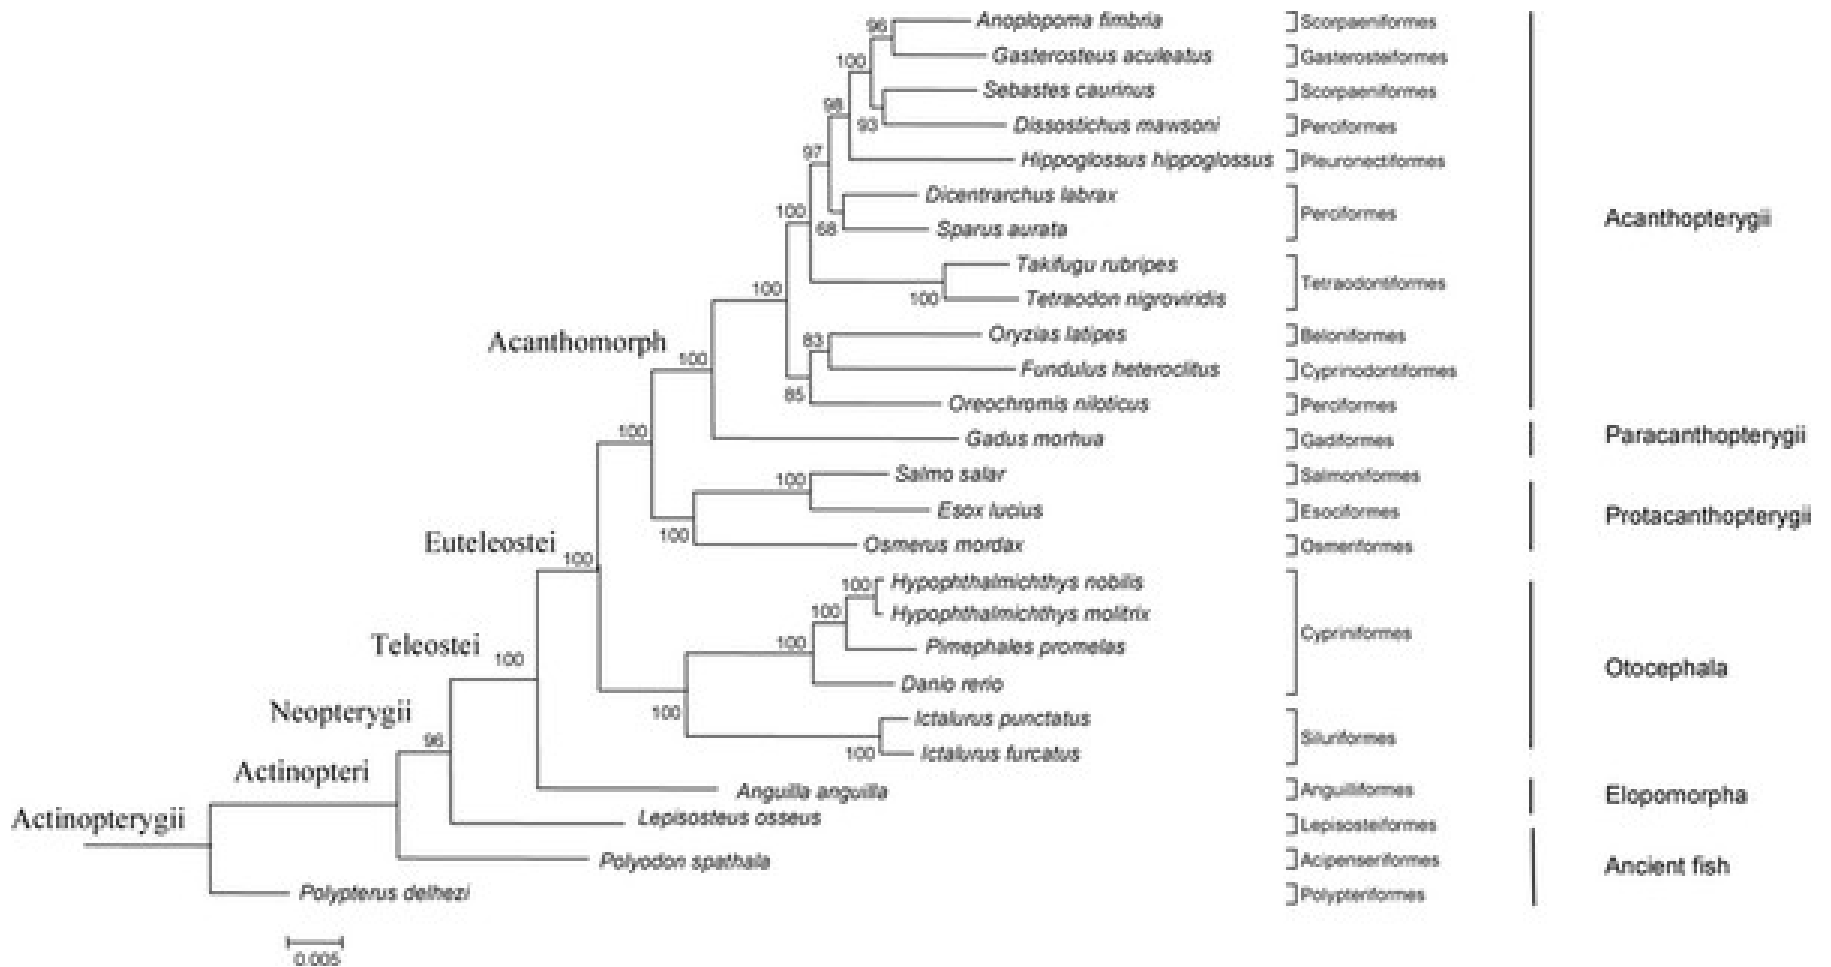 96 Anoplopoma fimbria Scorpaeniformes
Gasterosteus aculeatus Gasterosteiformes
100
Sebastes caurinus Scorpaeniformes
98
93 Dissostichus mawsoni Perciformes
97
Hippoglossus hippoglossus Pleuronectiformes
Dicentrarchus labrax
100 Perciformes Acanthopterygii
68 Sparus aurata
Takifugu rubripes
100 Tetraodontiformes
100 Tetraodon nigroviridis
83 Oryzias latipes Beloniformes
Acanthomorph 100
Fundulus heteroclitus Cyprinodontiformes
85 Oreochromis niloticus Perciformes
100 Gadus morhua Gadiformes Paracanthopterygii
100 Salmo salar Salmoniformes
Esox lucius Esociformes Protacanthopterygii
100 Osmerus mordax Osmeriformes
Euteleostei 100
100 Hypophthalmichthys nobilis
100 Hypophthalmichthys molitrix
Cypriniformes
100 Pimephales promelas
Teleostei 100
Otocephala
Danio rerio
100 Ictalurus punctatus
Neopterygii 96
Siluriformes
100 Ictalurus furcatus
Actinopteri
Anguilla anguilla Anguilliformes Elopomorpha
Actinopterygii Lepisosteus osseus Lepisosteiformes
Polyodon spathala Acipenseriformes Ancient fish
Polypterus delhezi Polypteriformes
0.005